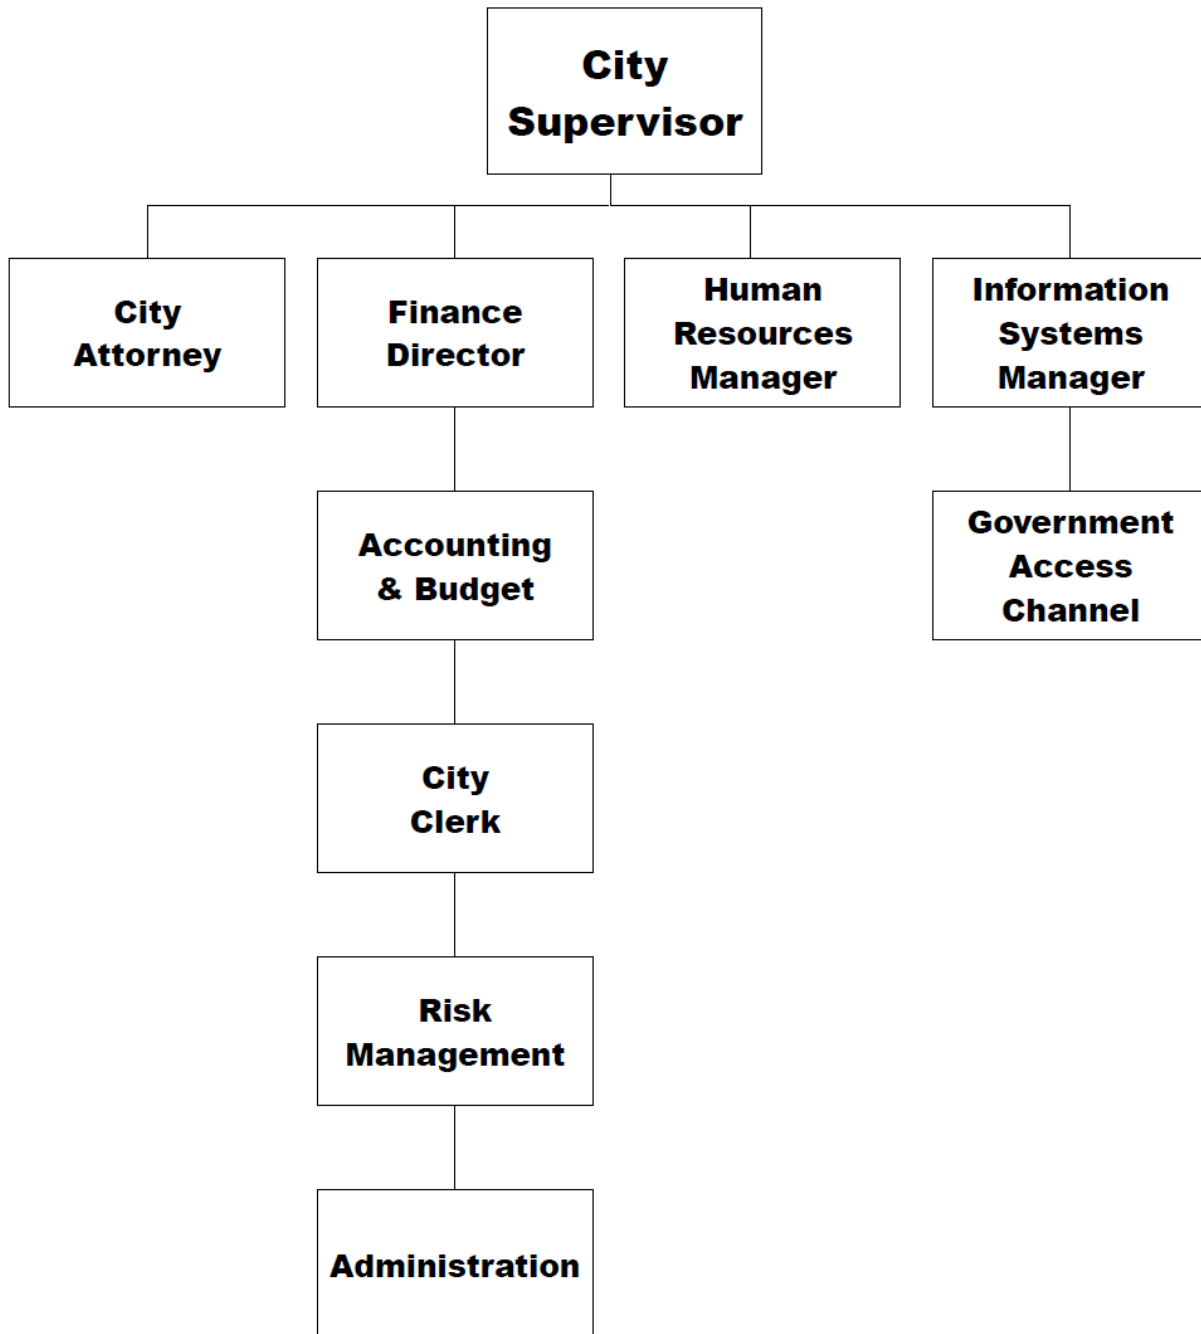 City
Supervisor
City
Attorney
Finance
Director
Human
Resources
Manager
Information
Systems
Manager
Accounting
& Budget
Government
Access
Channel
City
Clerk
Risk
Management
Administration